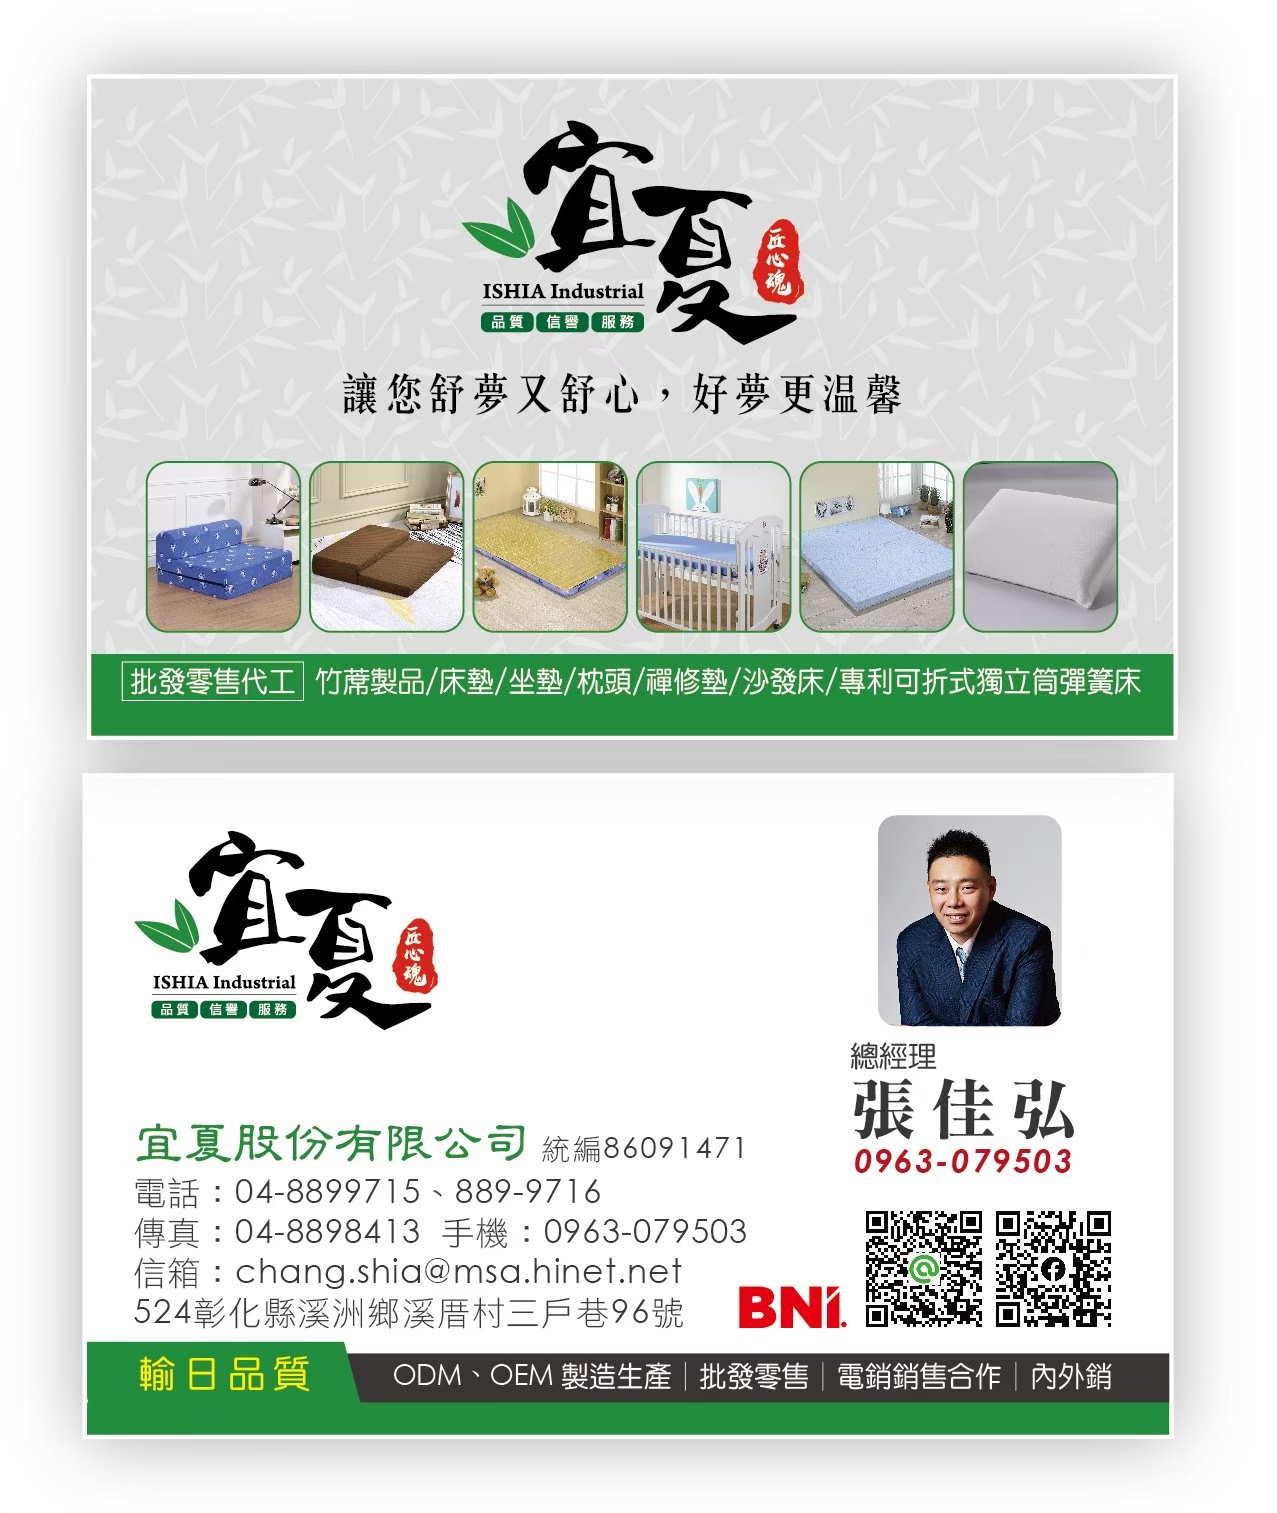 宜夏
匠心魂
ISHIA Industrial
品質 信譽 服務
讓您舒夢又舒心，好夢更温馨
批發零售代工 竹蓆製品/床墊/坐墊/枕頭/禪修墊/沙發床/專利可折式獨立筒彈簧床
宜夏
匠心魂
ISHIA Industrial
品質 信譽 服務
總經理
張佳弘
0963-079503
宜夏股份有限公司 統編86091471
電話：04-8899715、889-9716
傳真：04-8898413 手機：0963-079503
信箱：chang.shia@msa.hinet.net
524彰化縣溪洲鄉溪厝村三戶巷96號
BNI.
輸日品質
ODM、OEM 製造生產｜批發零售｜電銷銷售合作｜內外銷